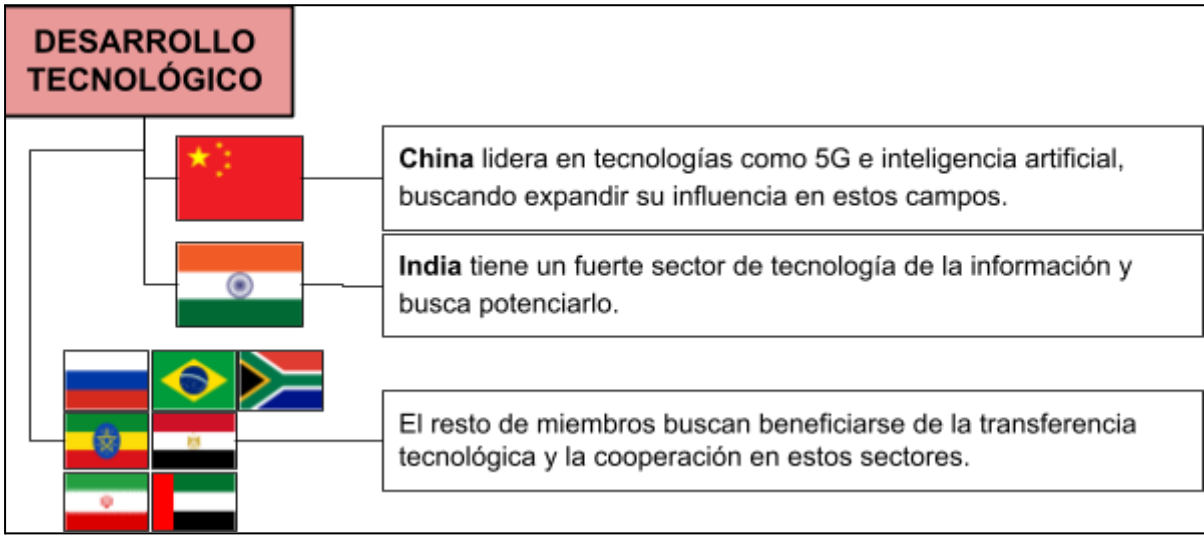 DESARROLLO
TECNOLÓGICO
China lidera en tecnologías como 5G e inteligencia artificial,
buscando expandir su influencia en estos campos.
India tiene un fuerte sector de tecnología de la información y
busca potenciarlo.
El resto de miembros buscan beneficiarse de la transferencia
tecnológica y la cooperación en estos sectores.